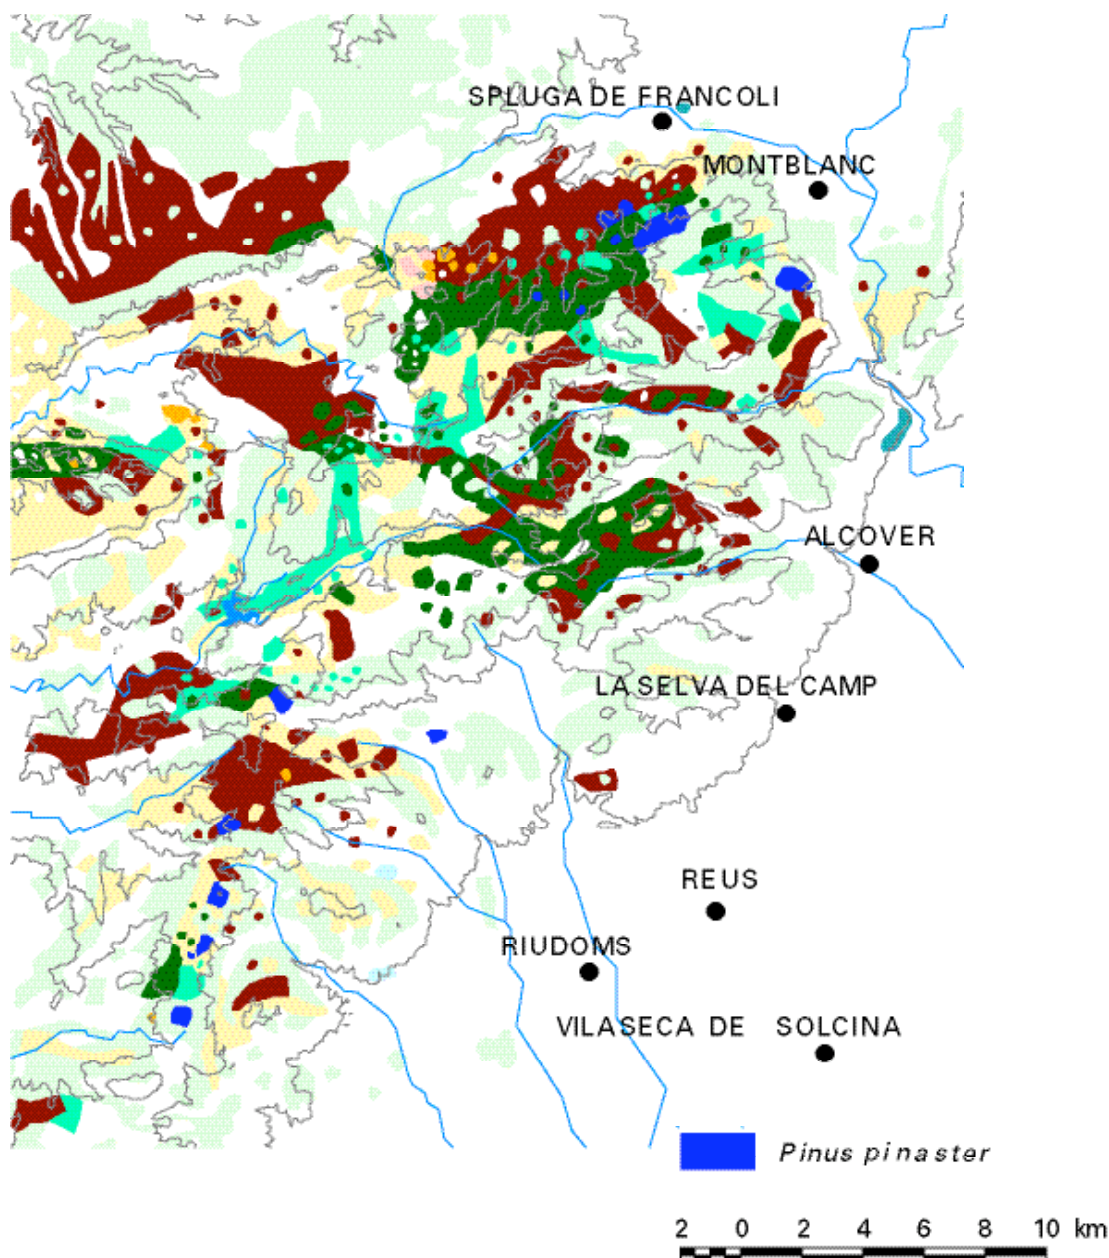 SPLUGA DE FRANCOLI
MONTBLANC
ALCOVER
LA SELVA DEL CAMP
REUS
RIUDOMS
VILASECA DE SOLCINA
Pinus pinaster
2 0 2 4 6 8 10 km